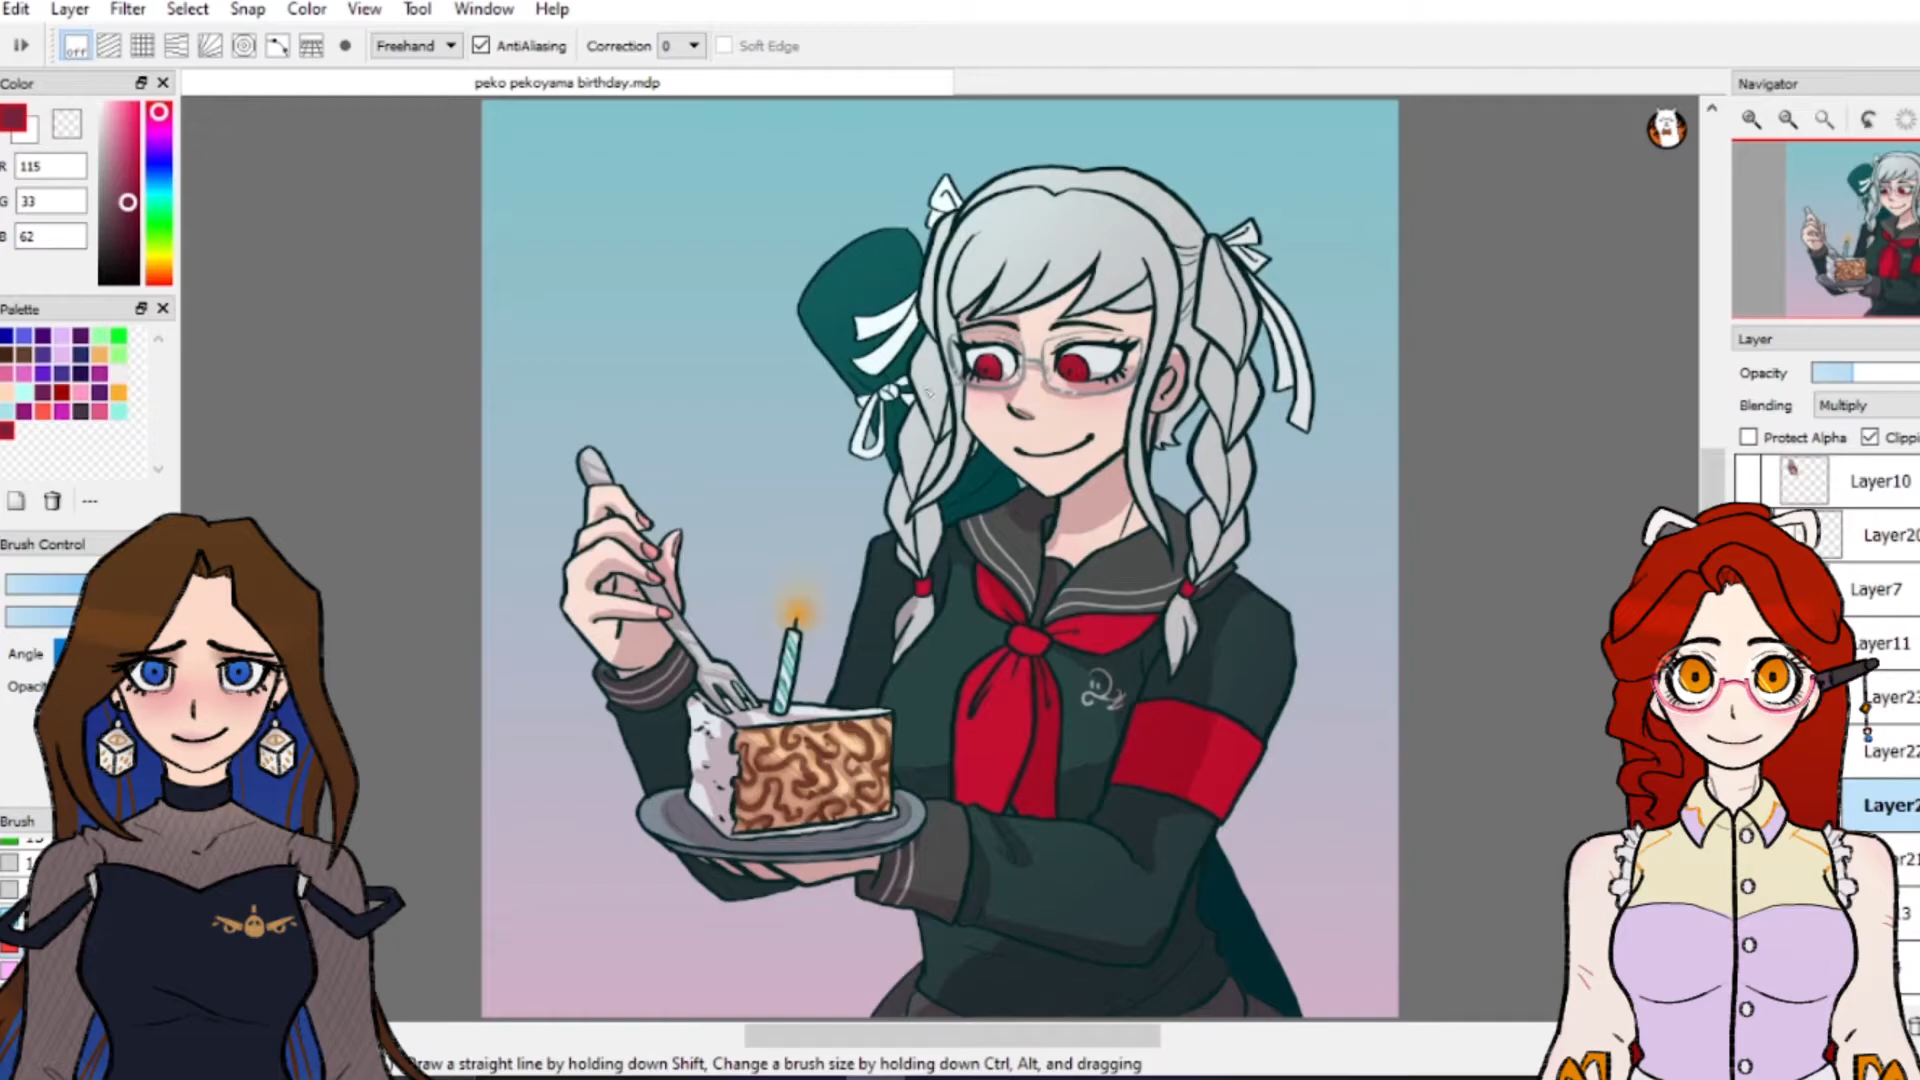 Edit Layer Filter Select Snap Color View Tool Window Help
off Freehand AntiAliasing Correction 0 Soft Edge
Color
peko pekoyama birthday.mdp
Navigator
R 115
G 33
B 62
Palette
Layer
Opacity
Blending Multiply
Protect Alpha
Layer10
Brush Control
Layer7
Angle
Brush
Draw a straight line by holding down Shift, Change a brush size by holding down Ctrl, Alt, and dragging